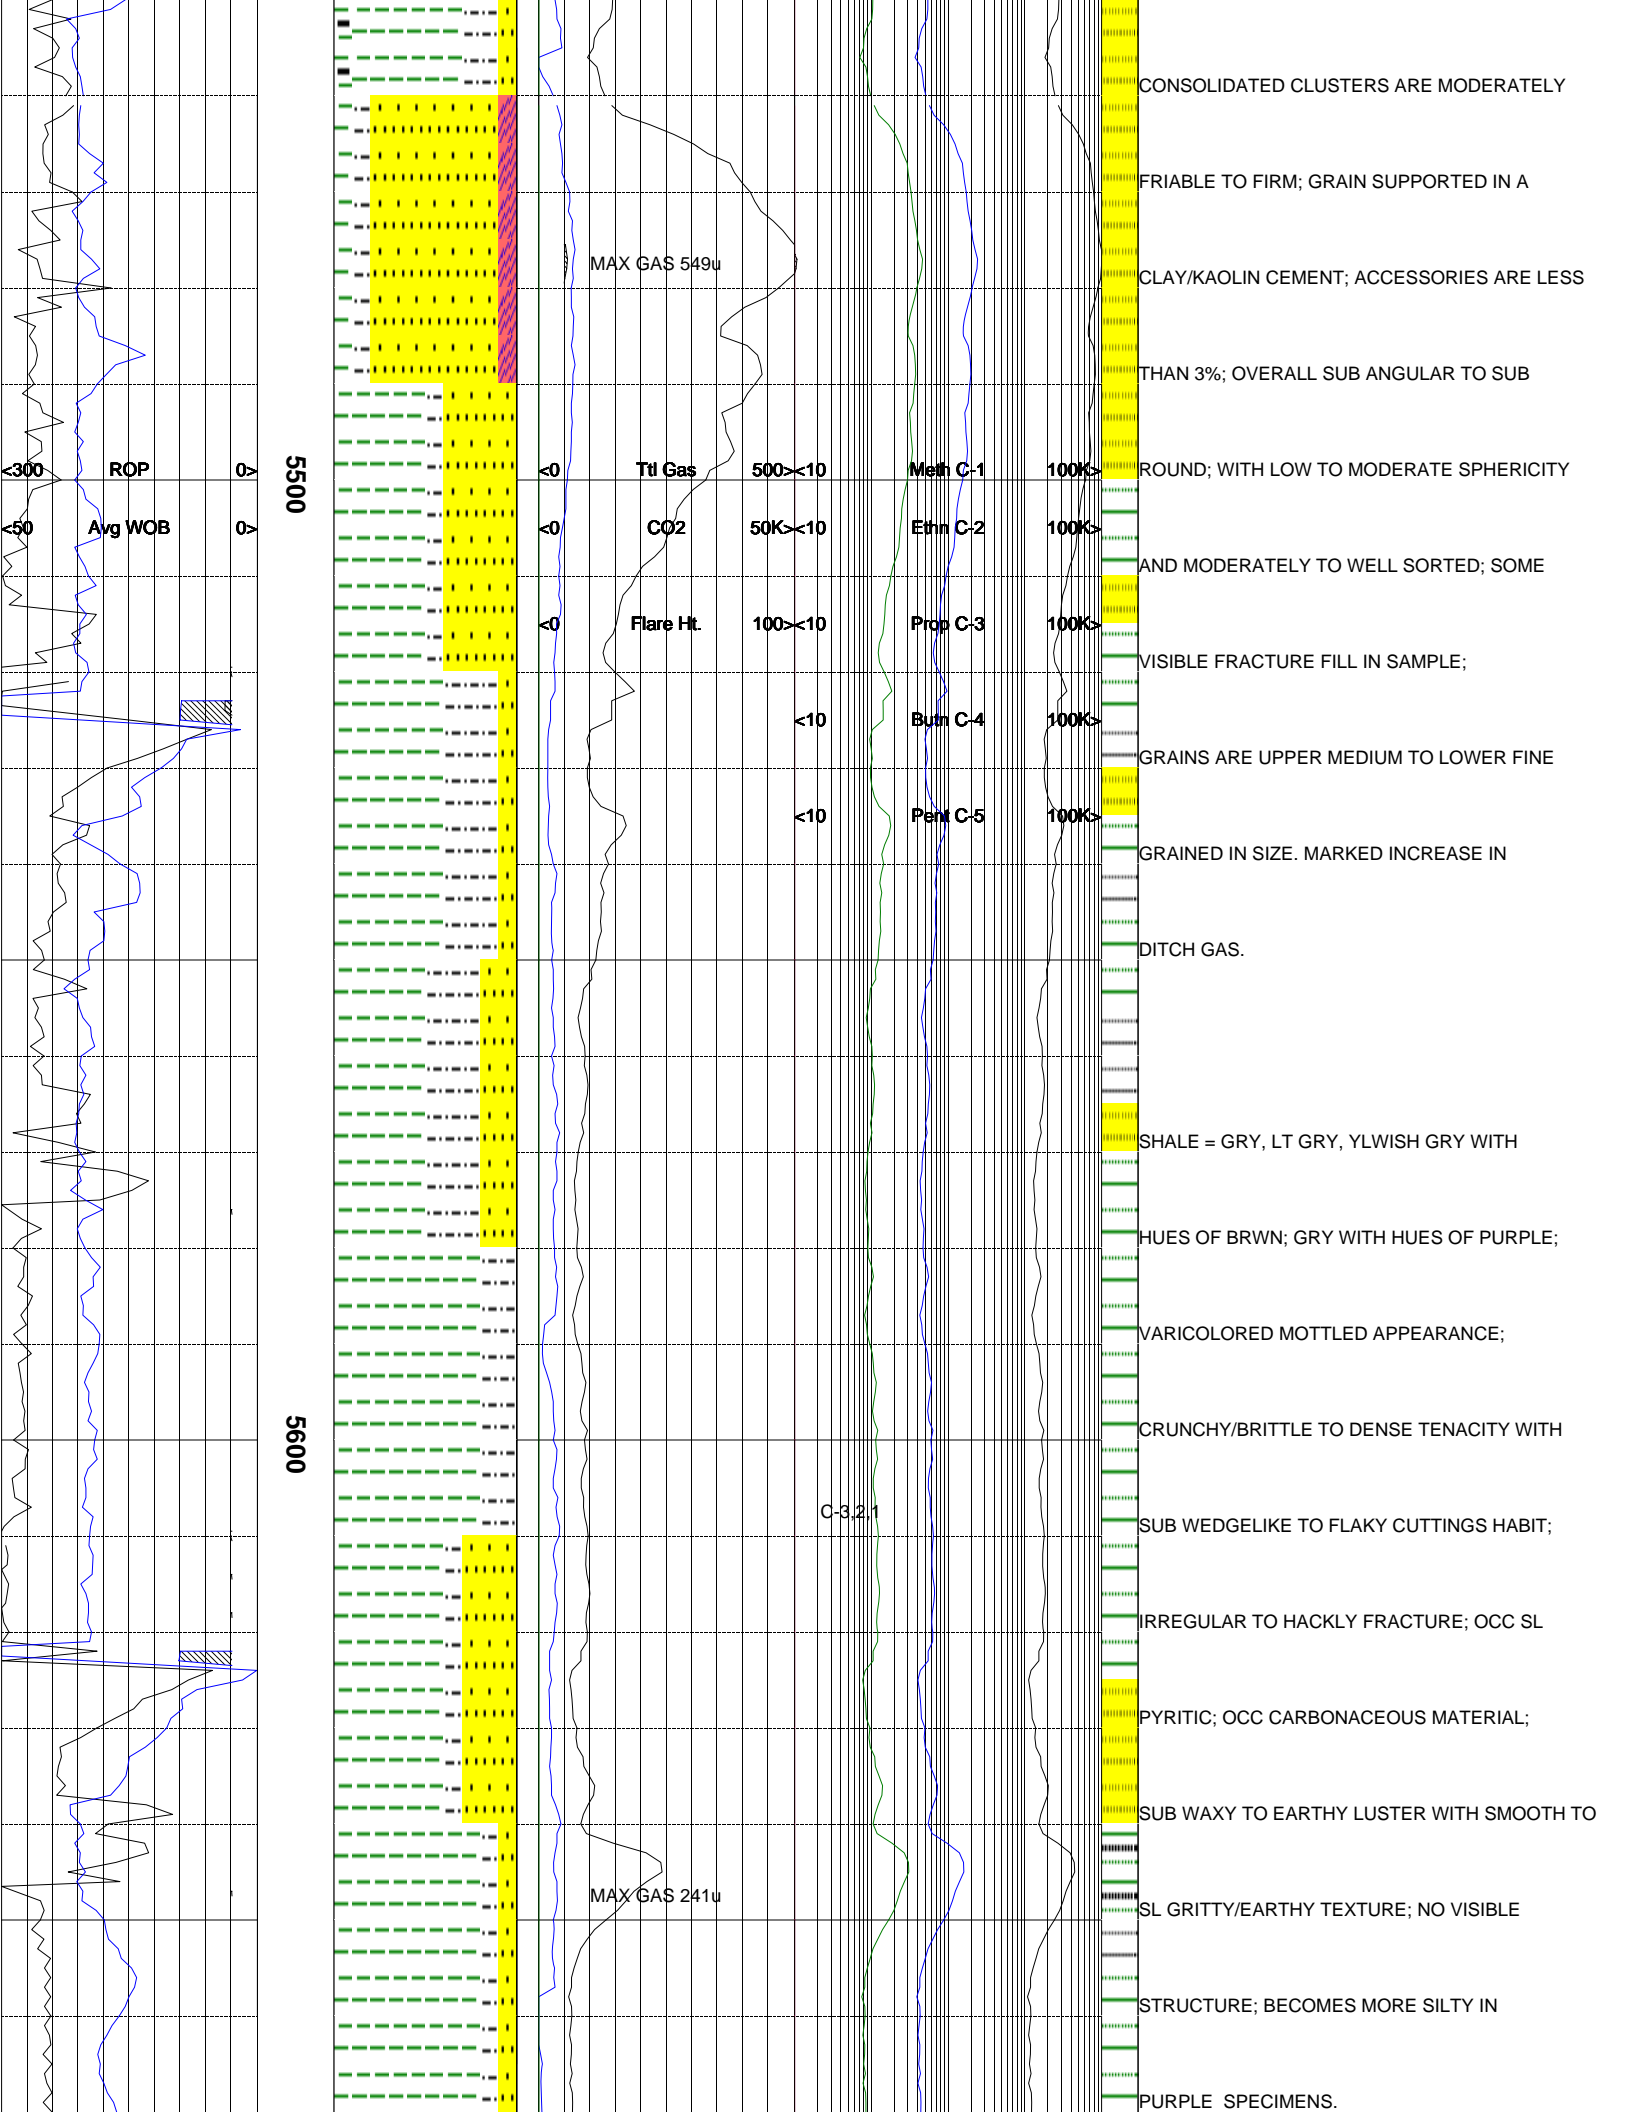 CONSOLIDATED CLUSTERS ARE MODERATELY
FRIABLE TO FIRM; GRAIN SUPPORTED IN A
MAX GAS 549u
CLAY/KAOLIN CEMENT; ACCESSORIES ARE LESS
THAN 3%; OVERALL SUB ANGULAR TO SUB
<300 ROP 0>
5500
<0 Ttl Gas 500>
<10 Meth C-1 100K>
ROUND; WITH LOW TO MODERATE SPHERICITY
<50 Avg WOB 0>
<0 CO2 50K>
<10 Ethn C-2 100K>
AND MODERATELY TO WELL SORTED; SOME
<0 Flare Ht. 100>
<10 Prop C-3 100K>
VISIBLE FRACTURE FILL IN SAMPLE;
<10 Butn C-4 100K>
GRAINS ARE UPPER MEDIUM TO LOWER FINE
<10 Pent C-5 100K>
GRAINED IN SIZE. MARKED INCREASE IN
DITCH GAS.
SHALE = GRY, LT GRY, YLWISH GRY WITH
HUES OF BRWN; GRY WITH HUES OF PURPLE;
VARICOLORED MOTTLED APPEARANCE;
5600
CRUNCHY/BRITTLE TO DENSE TENACITY WITH
C-3,2,1
SUB WEDGELIKE TO FLAKY CUTTINGS HABIT;
IRREGULAR TO HACKLY FRACTURE; OCC SL
PYRITIC; OCC CARBONACEOUS MATERIAL;
SUB WAXY TO EARTHY LUSTER WITH SMOOTH TO
MAX GAS 241u
SL GRITTY/EARTHY TEXTURE; NO VISIBLE
STRUCTURE; BECOMES MORE SILTY IN
PURPLE SPECIMENS.